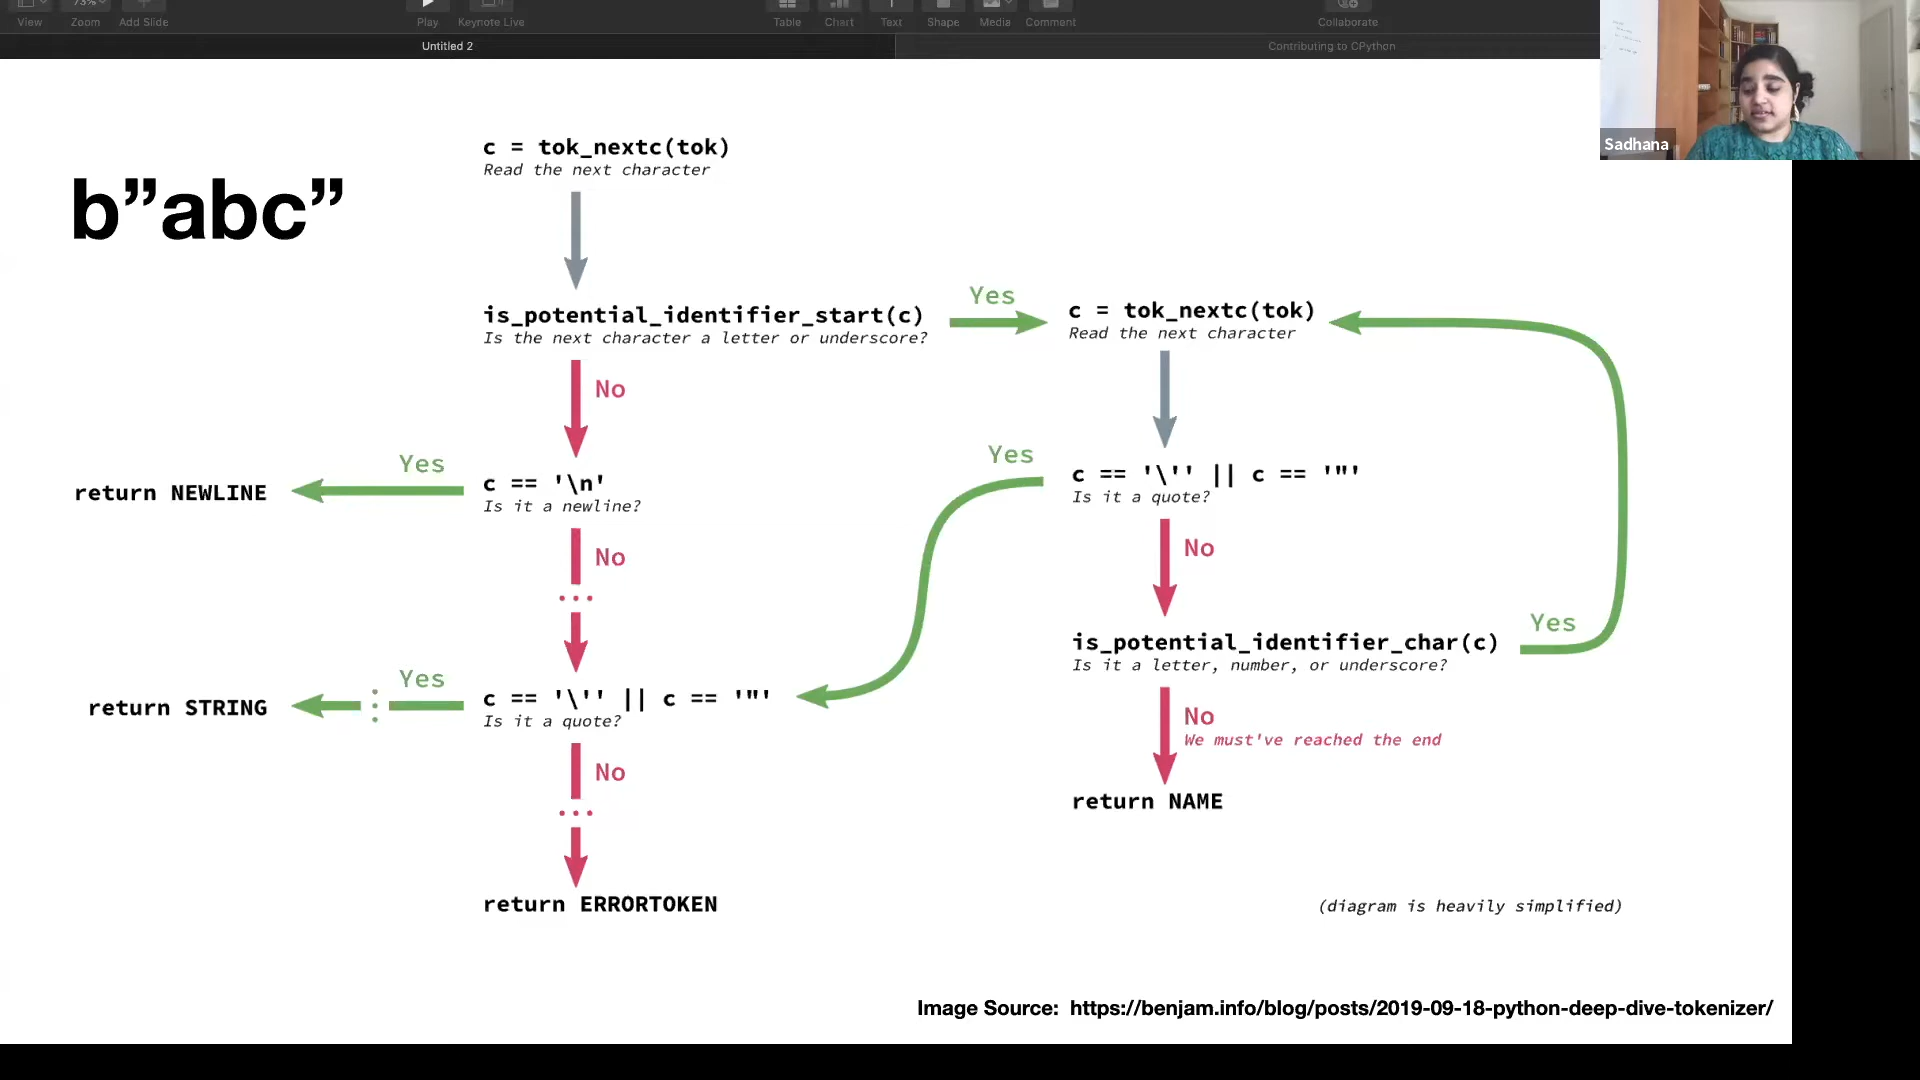 73%
View
Zoom
Add Slide
Play
Keynote Live
Table
Chart
Text
Shape
Media
Comment
Collaborate
Untitled 2
Contributing to CPython
Sadhana
b”abc”
c = tok_nextc(tok)
Read the next character
is_potential_identifier_start(c)
Is the next character a letter or underscore?
Yes
c = tok_nextc(tok)
Read the next character
No
Yes
return NEWLINE
c == '\n'
Is it a newline?
Yes
c == '\'' || c == '"'
Is it a quote?
No
No
...
is_potential_identifier_char(c)
Is it a letter, number, or underscore?
Yes
Yes
return STRING
c == '\'' || c == '"'
Is it a quote?
No
We must've reached the end
No
...
return NAME
return ERRORTOKEN
(diagram is heavily simplified)
Image Source: https://benjam.info/blog/posts/2019-09-18-python-deep-dive-tokenizer/